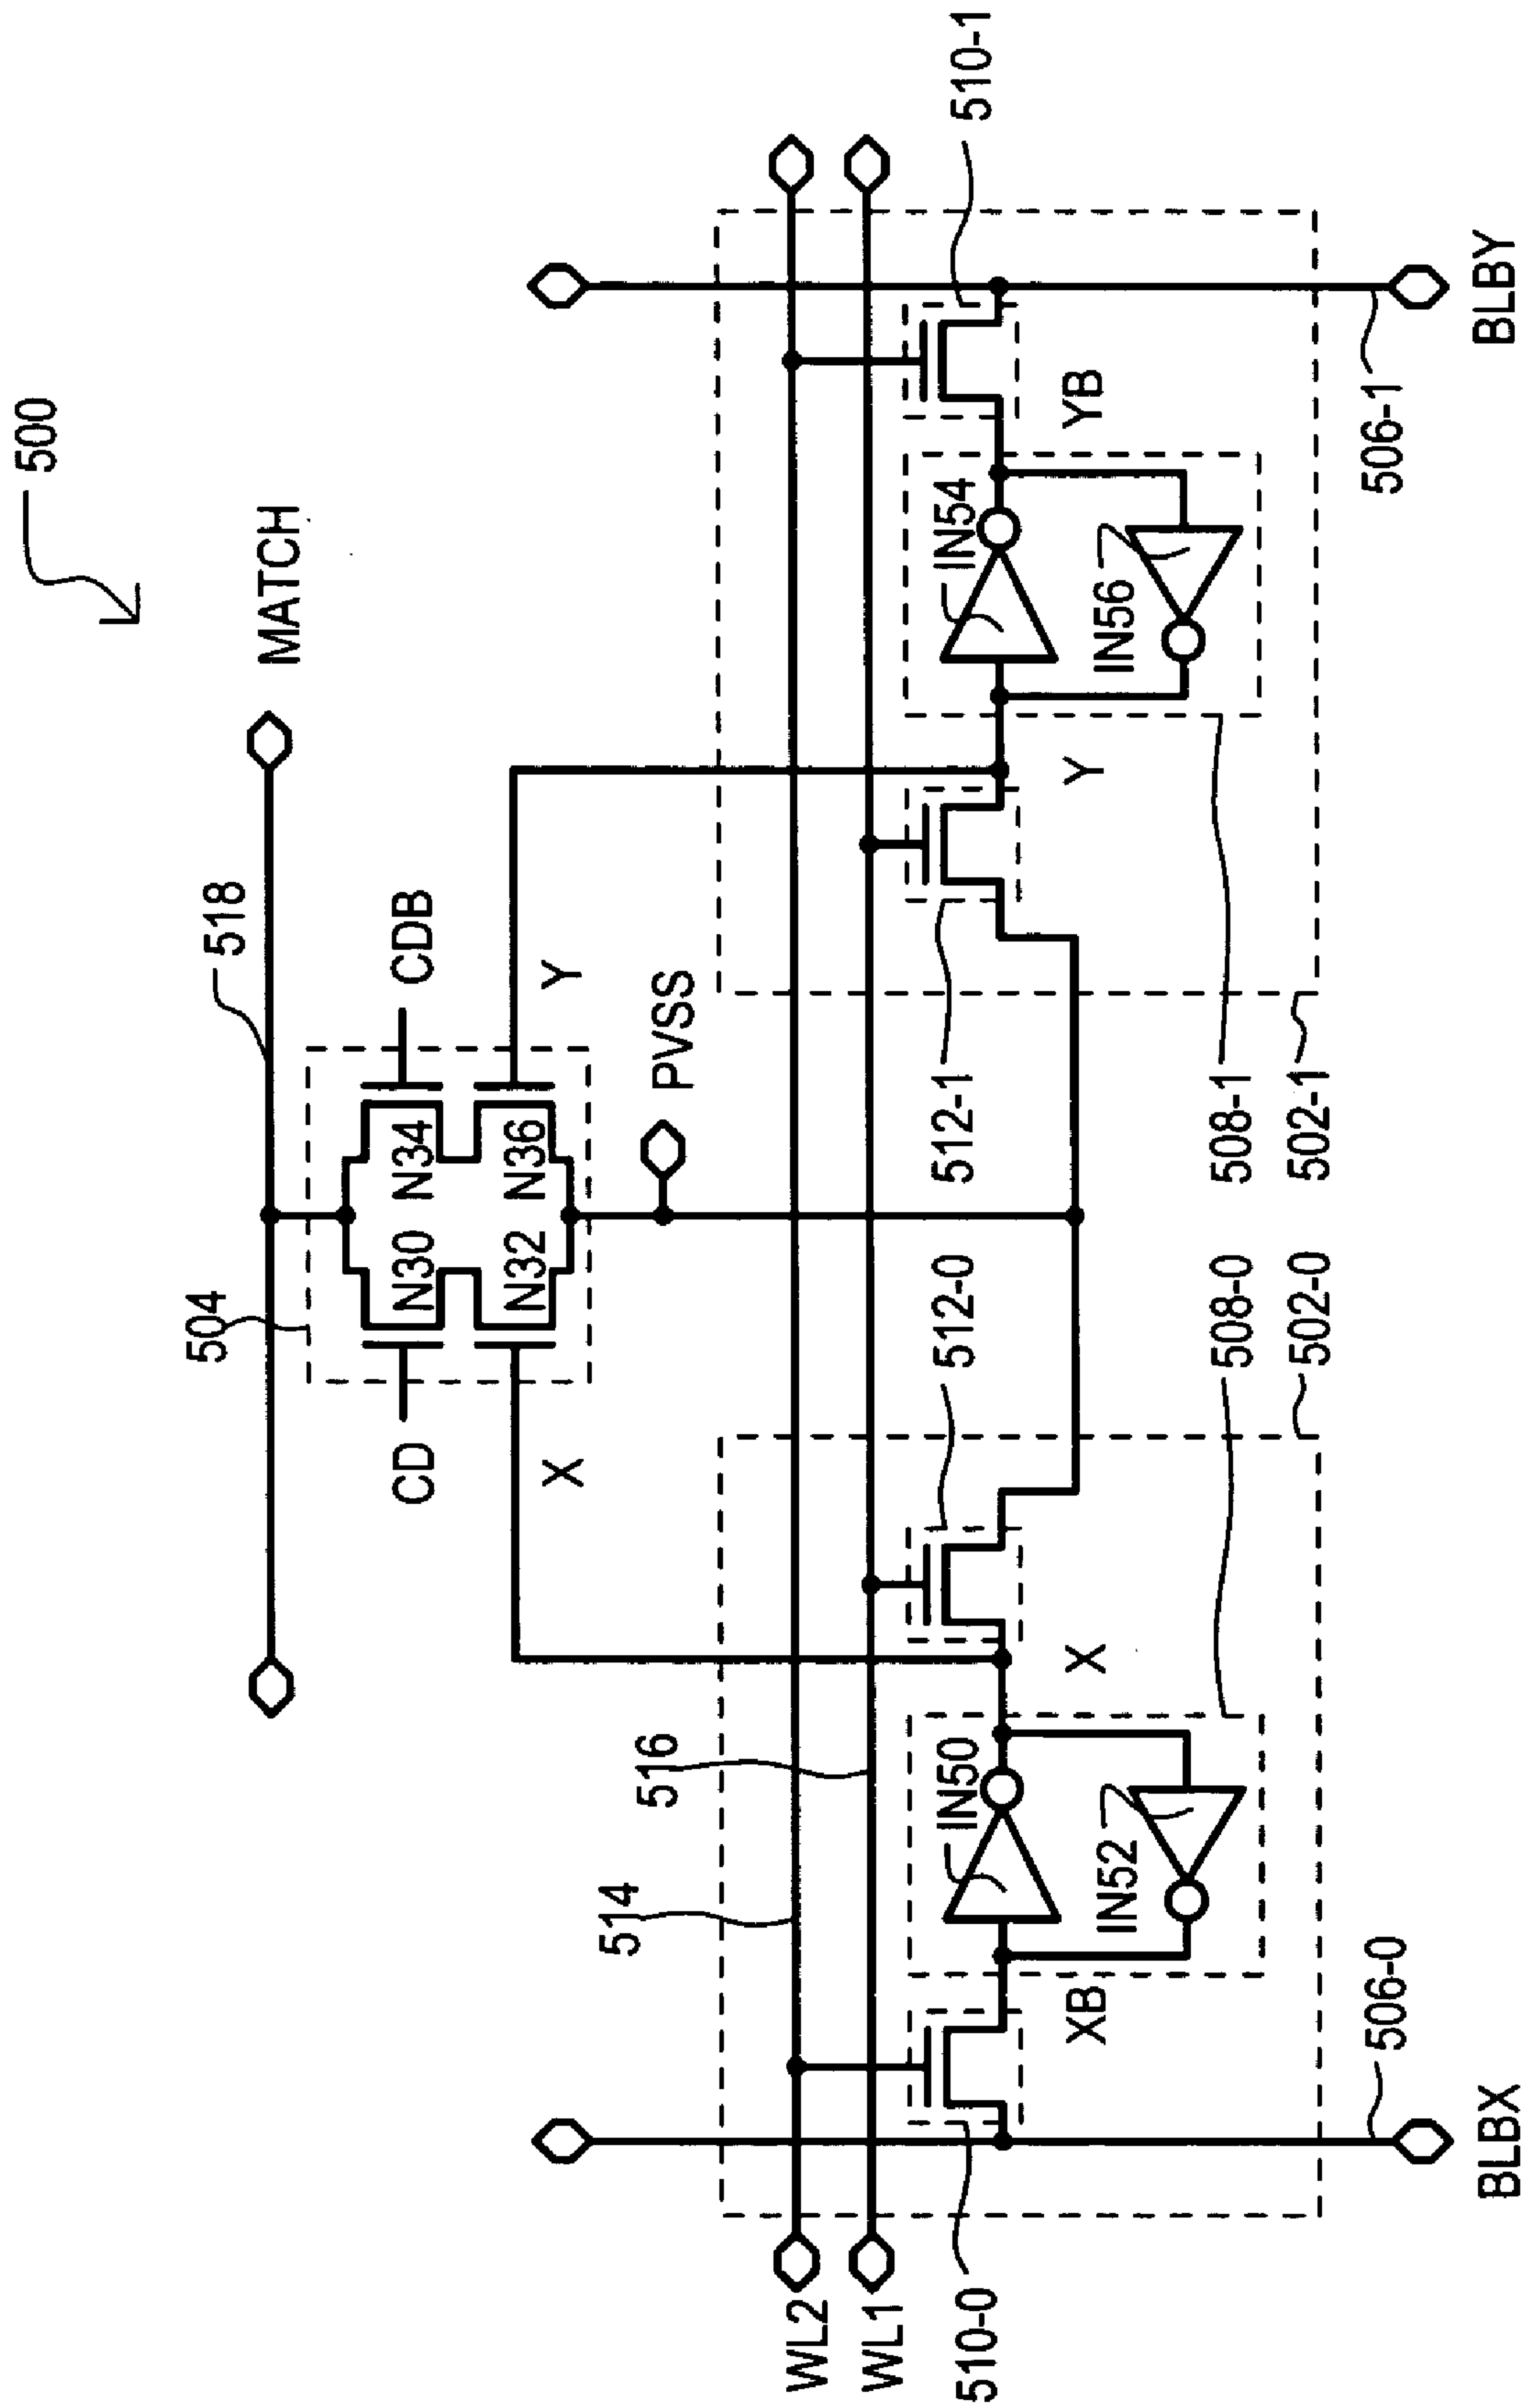 500
MATCH
518
504
CD
CDB
N30
N34
N32
N36
X
Y
PVSS
514
516
WL2
WL1
510-0
512-0
512-1
510-1
IN50
IN54
IN52
IN56
XB
X
Y
YB
508-0
508-1
502-0
502-1
506-0
506-1
BLBX
BLBY